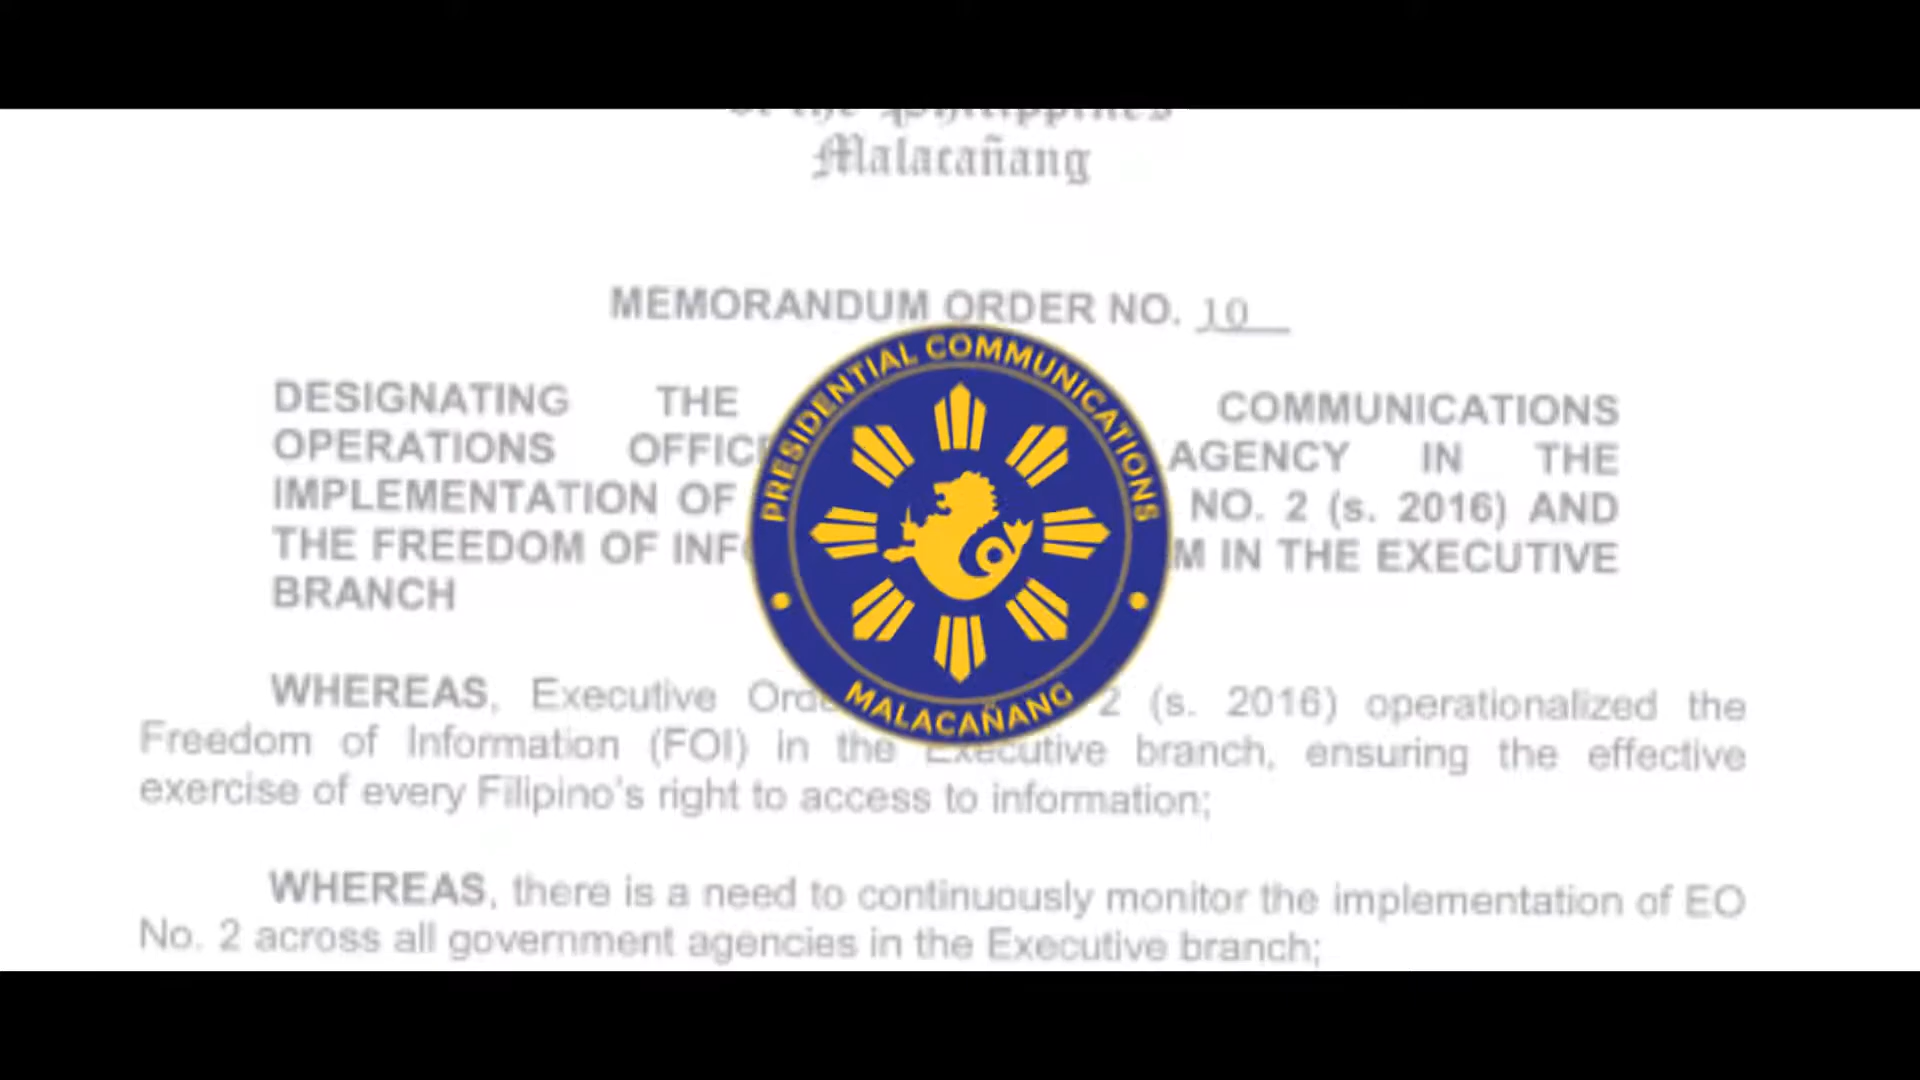 of the Philippines
Malacañang
MEMORANDUM ORDER NO. 10
DESIGNATING THE COMMUNICATIONS
OPERATIONS OFFIC AGENCY IN THE
IMPLEMENTATION OF NO. 2 (s. 2016) AND
THE FREEDOM OF INF M IN THE EXECUTIVE
BRANCH
PRESIDENTIAL COMMUNICATIONS
MALACAÑANG
WHEREAS, Executive Orde 2 (s. 2016) operationalized the
Freedom of Information (FOI) in the Executive branch, ensuring the effective
exercise of every Filipino's right to access to information;
WHEREAS, there is a need to continuously monitor the implementation of EO
No. 2 across all government agencies in the Executive branch;